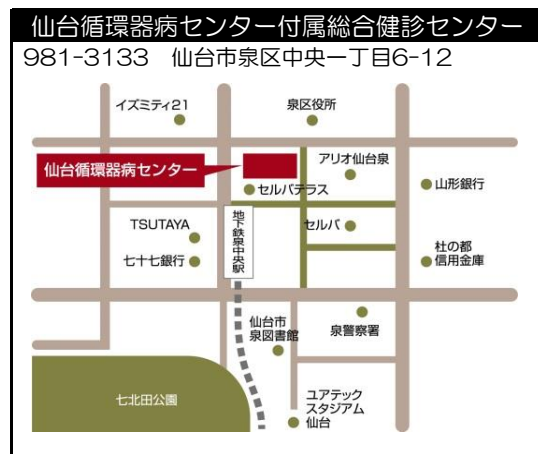 仙台循環器病センター付属総合健診センター
981-3133 仙台市泉区中央一丁目6-12
イズミティ21
泉区役所
仙台循環器病センター
アリオ仙台泉
山形銀行
セルバテラス
TSUTAYA
地下鉄泉中央駅
セルバ
七十七銀行
杜の都
信用金庫
仙台市
泉図書館
泉警察署
七北田公園
ユアテック
スタジアム
仙台